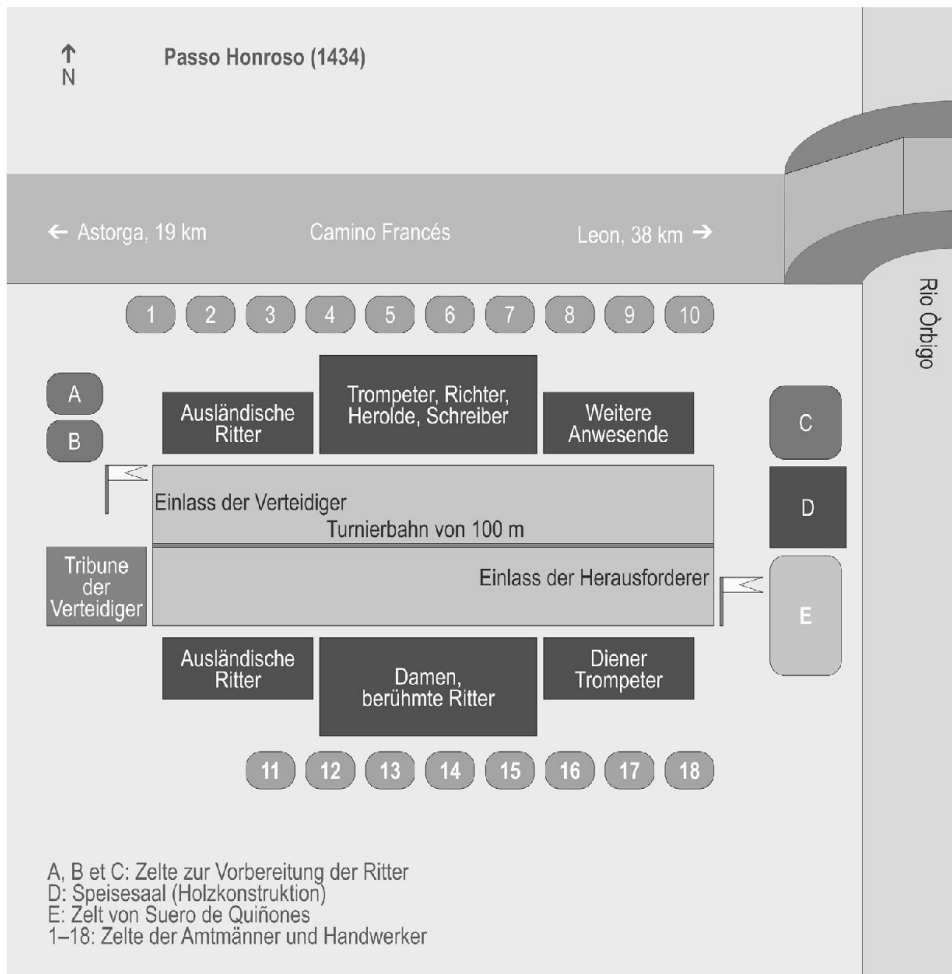 N
Passo Honroso (1434)
← Astorga, 19 km
Camino Francés
Leon, 38 km →
Rio Òrbigo
1
2
3
4
5
6
7
8
9
10
A
B
Ausländische
Ritter
Trompeter, Richter,
Herolde, Schreiber
Weitere
Anwesende
C
D
E
Einlass der Verteidiger
Turnierbahn von 100 m
Einlass der Herausforderer
Tribune
der
Verteidiger
Ausländische
Ritter
Damen,
berühmte Ritter
Diener
Trompeter
11
12
13
14
15
16
17
18
A, B et C: Zelte zur Vorbereitung der Ritter
D: Speisesaal (Holzkonstruktion)
E: Zelt von Suero de Quiñones
1–18: Zelte der Amtmänner und Handwerker